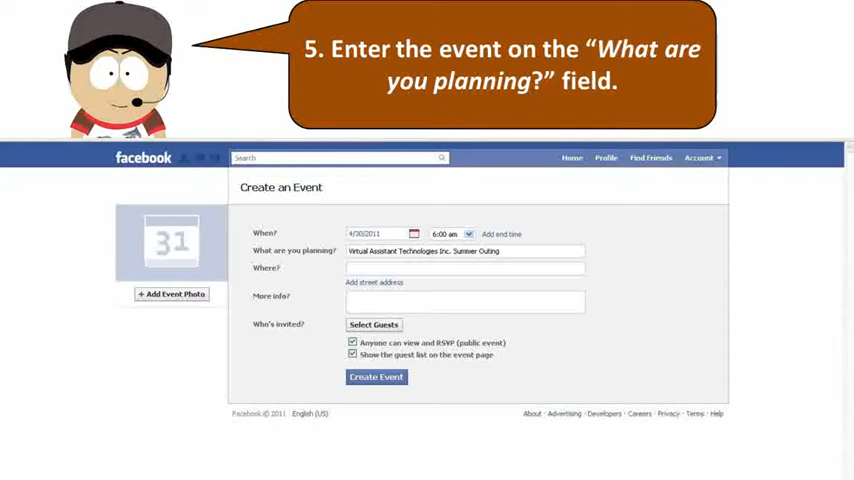 5. Enter the event on the “What are
you planning?” field.
facebook
Search
Home Profile Find Friends Account
Create an Event
When? 4/30/2011 6:00 am Add end time
31
What are you planning? Virtual Assistant Technologies Inc. Summer Outing
Where?
Add street address
+ Add Event Photo
More info?
Who's invited? Select Guests
Anyone can view and RSVP (public event)
Show the guest list on the event page
Create Event
Facebook © 2011 · English (US)
About · Advertising · Developers · Careers · Privacy · Terms · Help